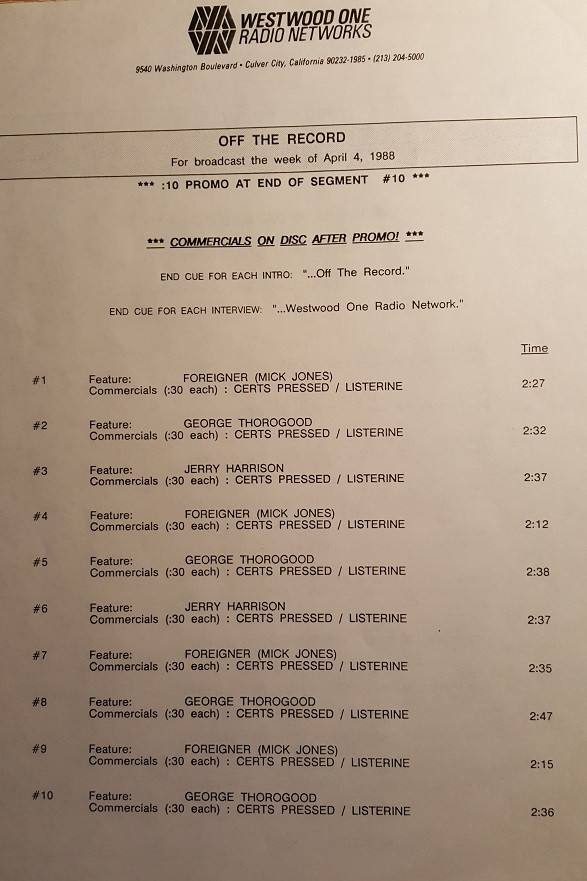 WESTWOOD ONE
RADIO NETWORKS
9540 Washington Boulevard • Culver City, California 90232-1985 • (213) 204-5000
OFF THE RECORD
For broadcast the week of April 4, 1988
*** :10 PROMO AT END OF SEGMENT #10 ***
*** COMMERCIALS ON DISC AFTER PROMO! ***
END CUE FOR EACH INTRO: "...Off The Record."
END CUE FOR EACH INTERVIEW: "...Westwood One Radio Network."
Time
#1 Feature: FOREIGNER (MICK JONES)
Commercials (:30 each) : CERTS PRESSED / LISTERINE 2:27
#2 Feature: GEORGE THOROGOOD
Commercials (:30 each) : CERTS PRESSED / LISTERINE 2:32
#3 Feature: JERRY HARRISON
Commercials (:30 each) : CERTS PRESSED / LISTERINE 2:37
#4 Feature: FOREIGNER (MICK JONES)
Commercials (:30 each) : CERTS PRESSED / LISTERINE 2:12
#5 Feature: GEORGE THOROGOOD
Commercials (:30 each) : CERTS PRESSED / LISTERINE 2:38
#6 Feature: JERRY HARRISON
Commercials (:30 each) : CERTS PRESSED / LISTERINE 2:37
#7 Feature: FOREIGNER (MICK JONES)
Commercials (:30 each) : CERTS PRESSED / LISTERINE 2:35
#8 Feature: GEORGE THOROGOOD
Commercials (:30 each) : CERTS PRESSED / LISTERINE 2:47
#9 Feature: FOREIGNER (MICK JONES)
Commercials (:30 each) : CERTS PRESSED / LISTERINE 2:15
#10 Feature: GEORGE THOROGOOD
Commercials (:30 each) : CERTS PRESSED / LISTERINE 2:36